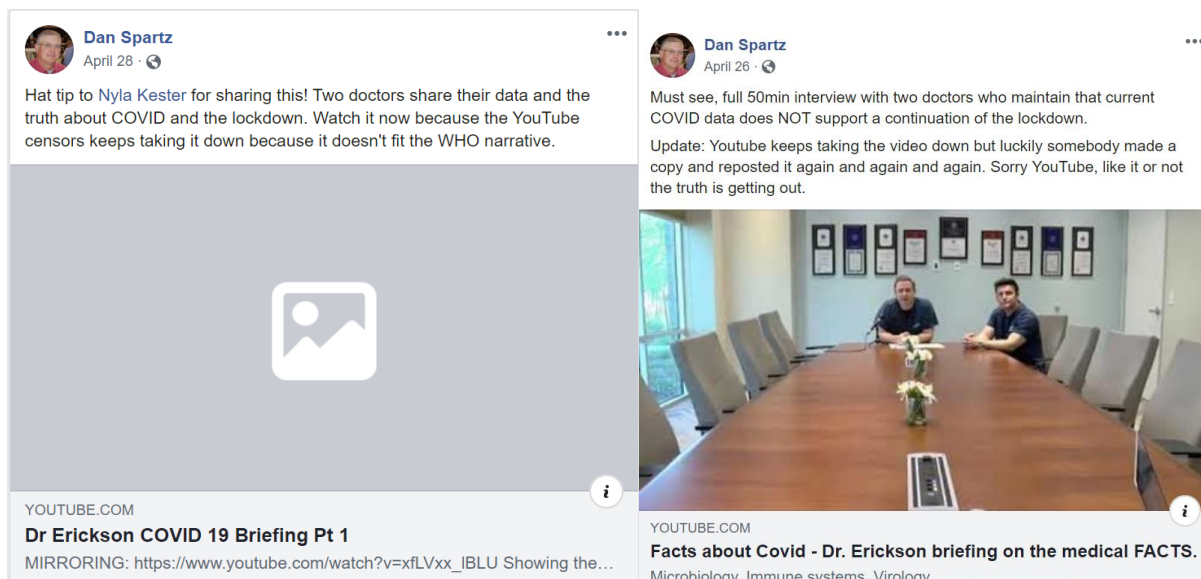 Dan Spartz
April 28 ·
Hat tip to Nyla Kester for sharing this! Two doctors share their data and the
truth about COVID and the lockdown. Watch it now because the YouTube
censors keeps taking it down because it doesn't fit the WHO narrative.
YOUTUBE.COM
Dr Erickson COVID 19 Briefing Pt 1
MIRRORING: https://www.youtube.com/watch?v=xfLVxx_lBLU Showing the...
Dan Spartz
April 26 ·
Must see, full 50min interview with two doctors who maintain that current
COVID data does NOT support a continuation of the lockdown.
Update: Youtube keeps taking the video down but luckily somebody made a
copy and reposted it again and again and again. Sorry YouTube, like it or not
the truth is getting out.
YOUTUBE.COM
Facts about Covid - Dr. Erickson briefing on the medical FACTS.
Microbiology, Immune systems, Virology